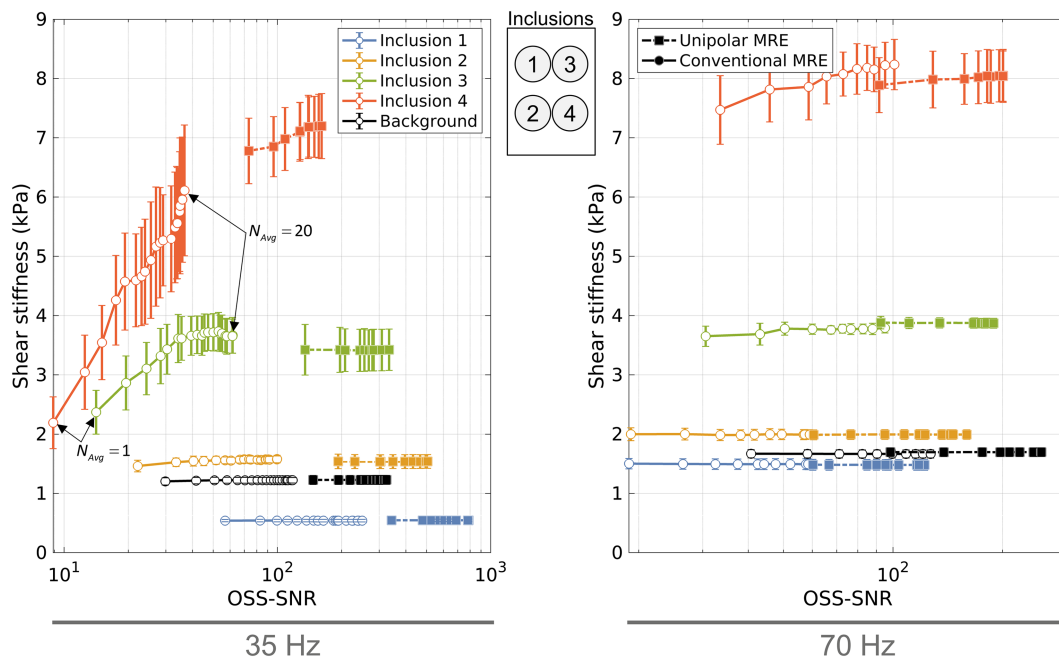 Inclusions
1 3
2 4
9
8
7
6
5
4
3
2
1
0
Shear stiffness (kPa)
Inclusion 1
Inclusion 2
Inclusion 3
Inclusion 4
Background
N_Avg = 20
N_Avg = 1
10^1 10^2 10^3
OSS-SNR
35 Hz
9
8
7
6
5
4
3
2
1
0
Shear stiffness (kPa)
Unipolar MRE
Conventional MRE
10^2
OSS-SNR
70 Hz